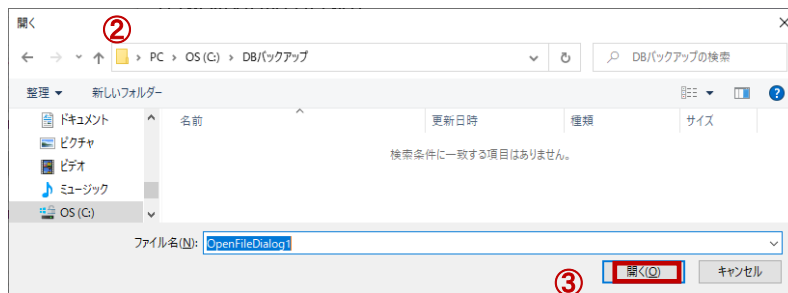 開く
②
PC › OS (C:) › DBバックアップ
DBバックアップの検索
整理 新しいフォルダー
ドキュメント
ピクチャ
ビデオ
ミュージック
OS (C:)
名前 更新日時 種類 サイズ
検索条件に一致する項目はありません。
ファイル名(N): OpenFileDialog1
③
開く(O) キャンセル